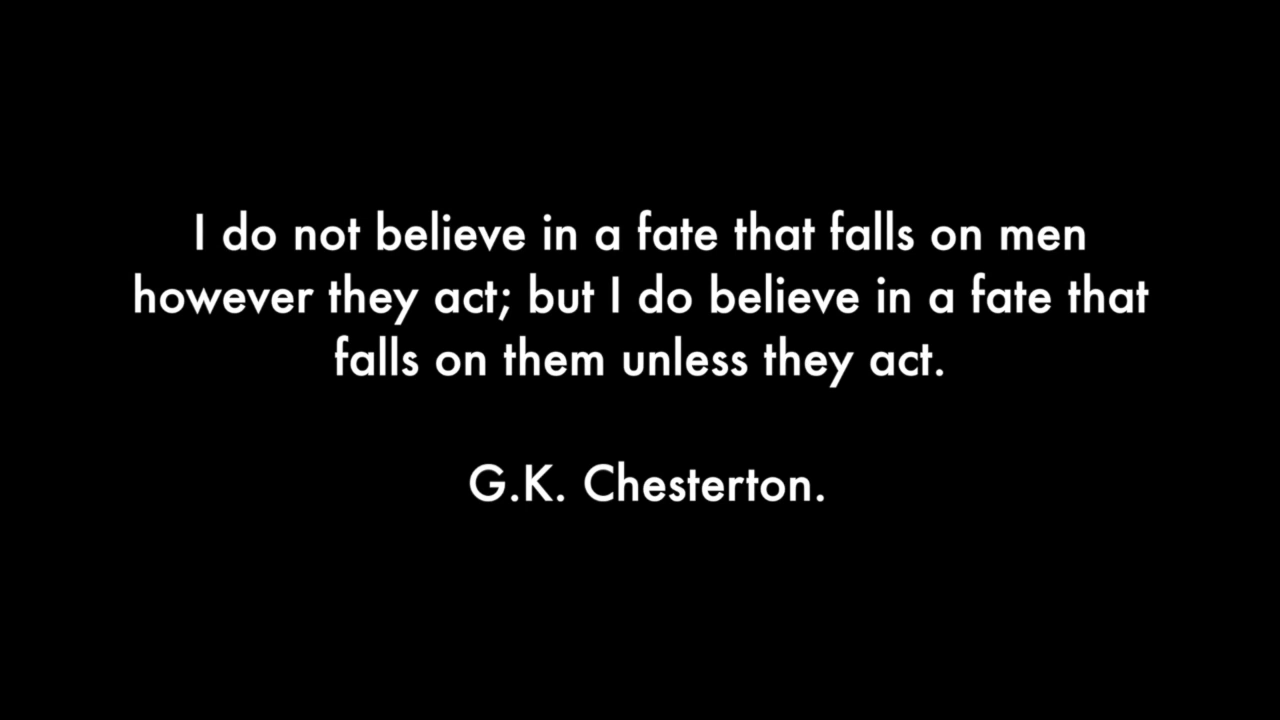 I do not believe in a fate that falls on men
however they act; but I do believe in a fate that
falls on them unless they act.
G.K. Chesterton.